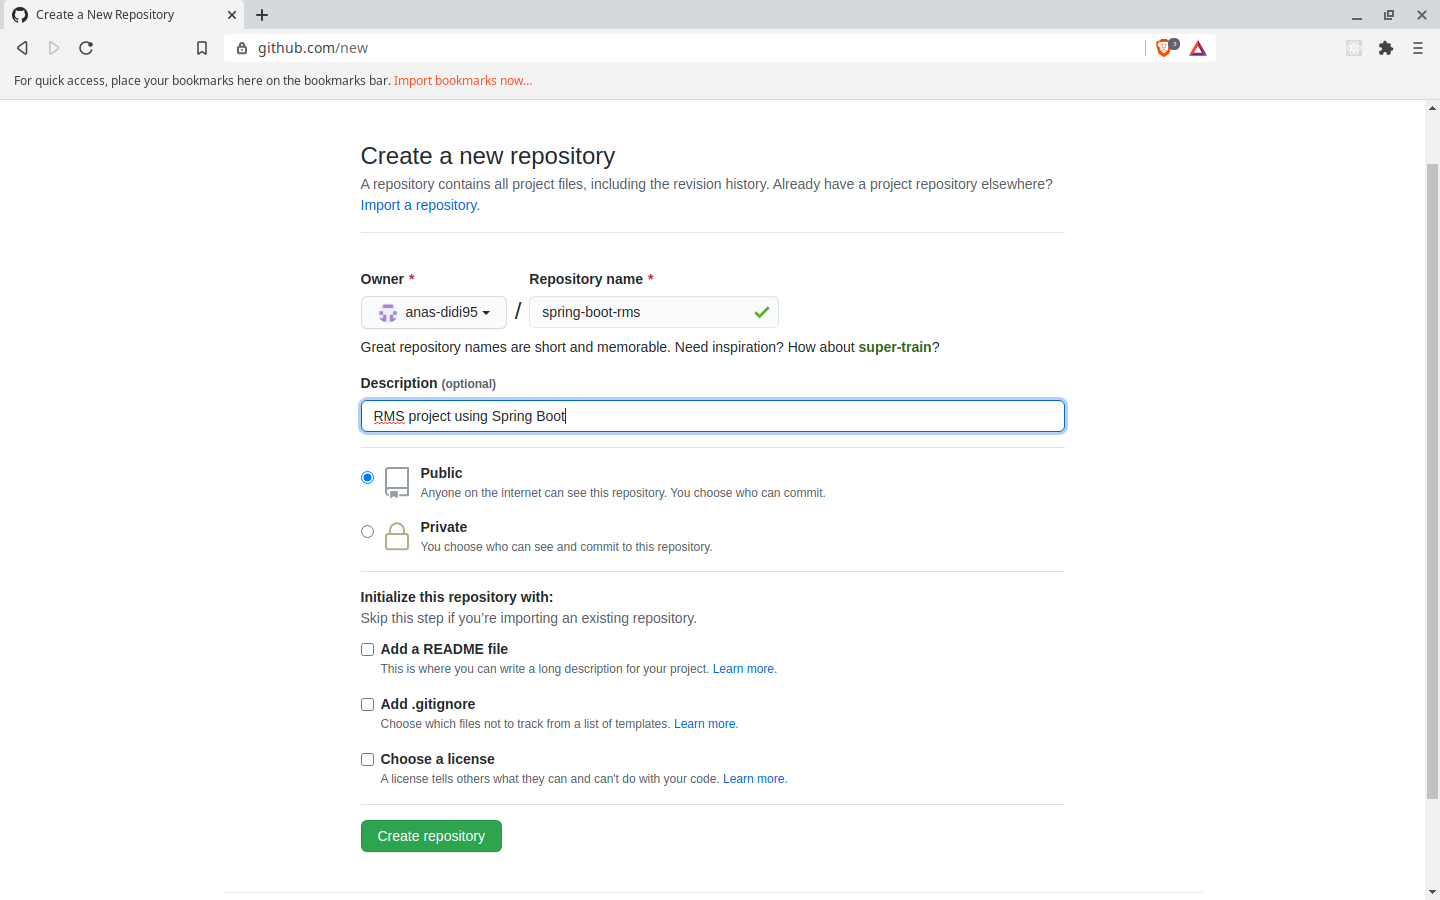 Create a New Repository
github.com/new
3
For quick access, place your bookmarks here on the bookmarks bar. Import bookmarks now...
Create a new repository
A repository contains all project files, including the revision history. Already have a project repository elsewhere?
Import a repository.
Owner * Repository name *
anas-didi95 / spring-boot-rms
Great repository names are short and memorable. Need inspiration? How about super-train?
Description (optional)
RMS project using Spring Boot
Public
Anyone on the internet can see this repository. You choose who can commit.
Private
You choose who can see and commit to this repository.
Initialize this repository with:
Skip this step if you’re importing an existing repository.
Add a README file
This is where you can write a long description for your project. Learn more.
Add .gitignore
Choose which files not to track from a list of templates. Learn more.
Choose a license
A license tells others what they can and can't do with your code. Learn more.
Create repository